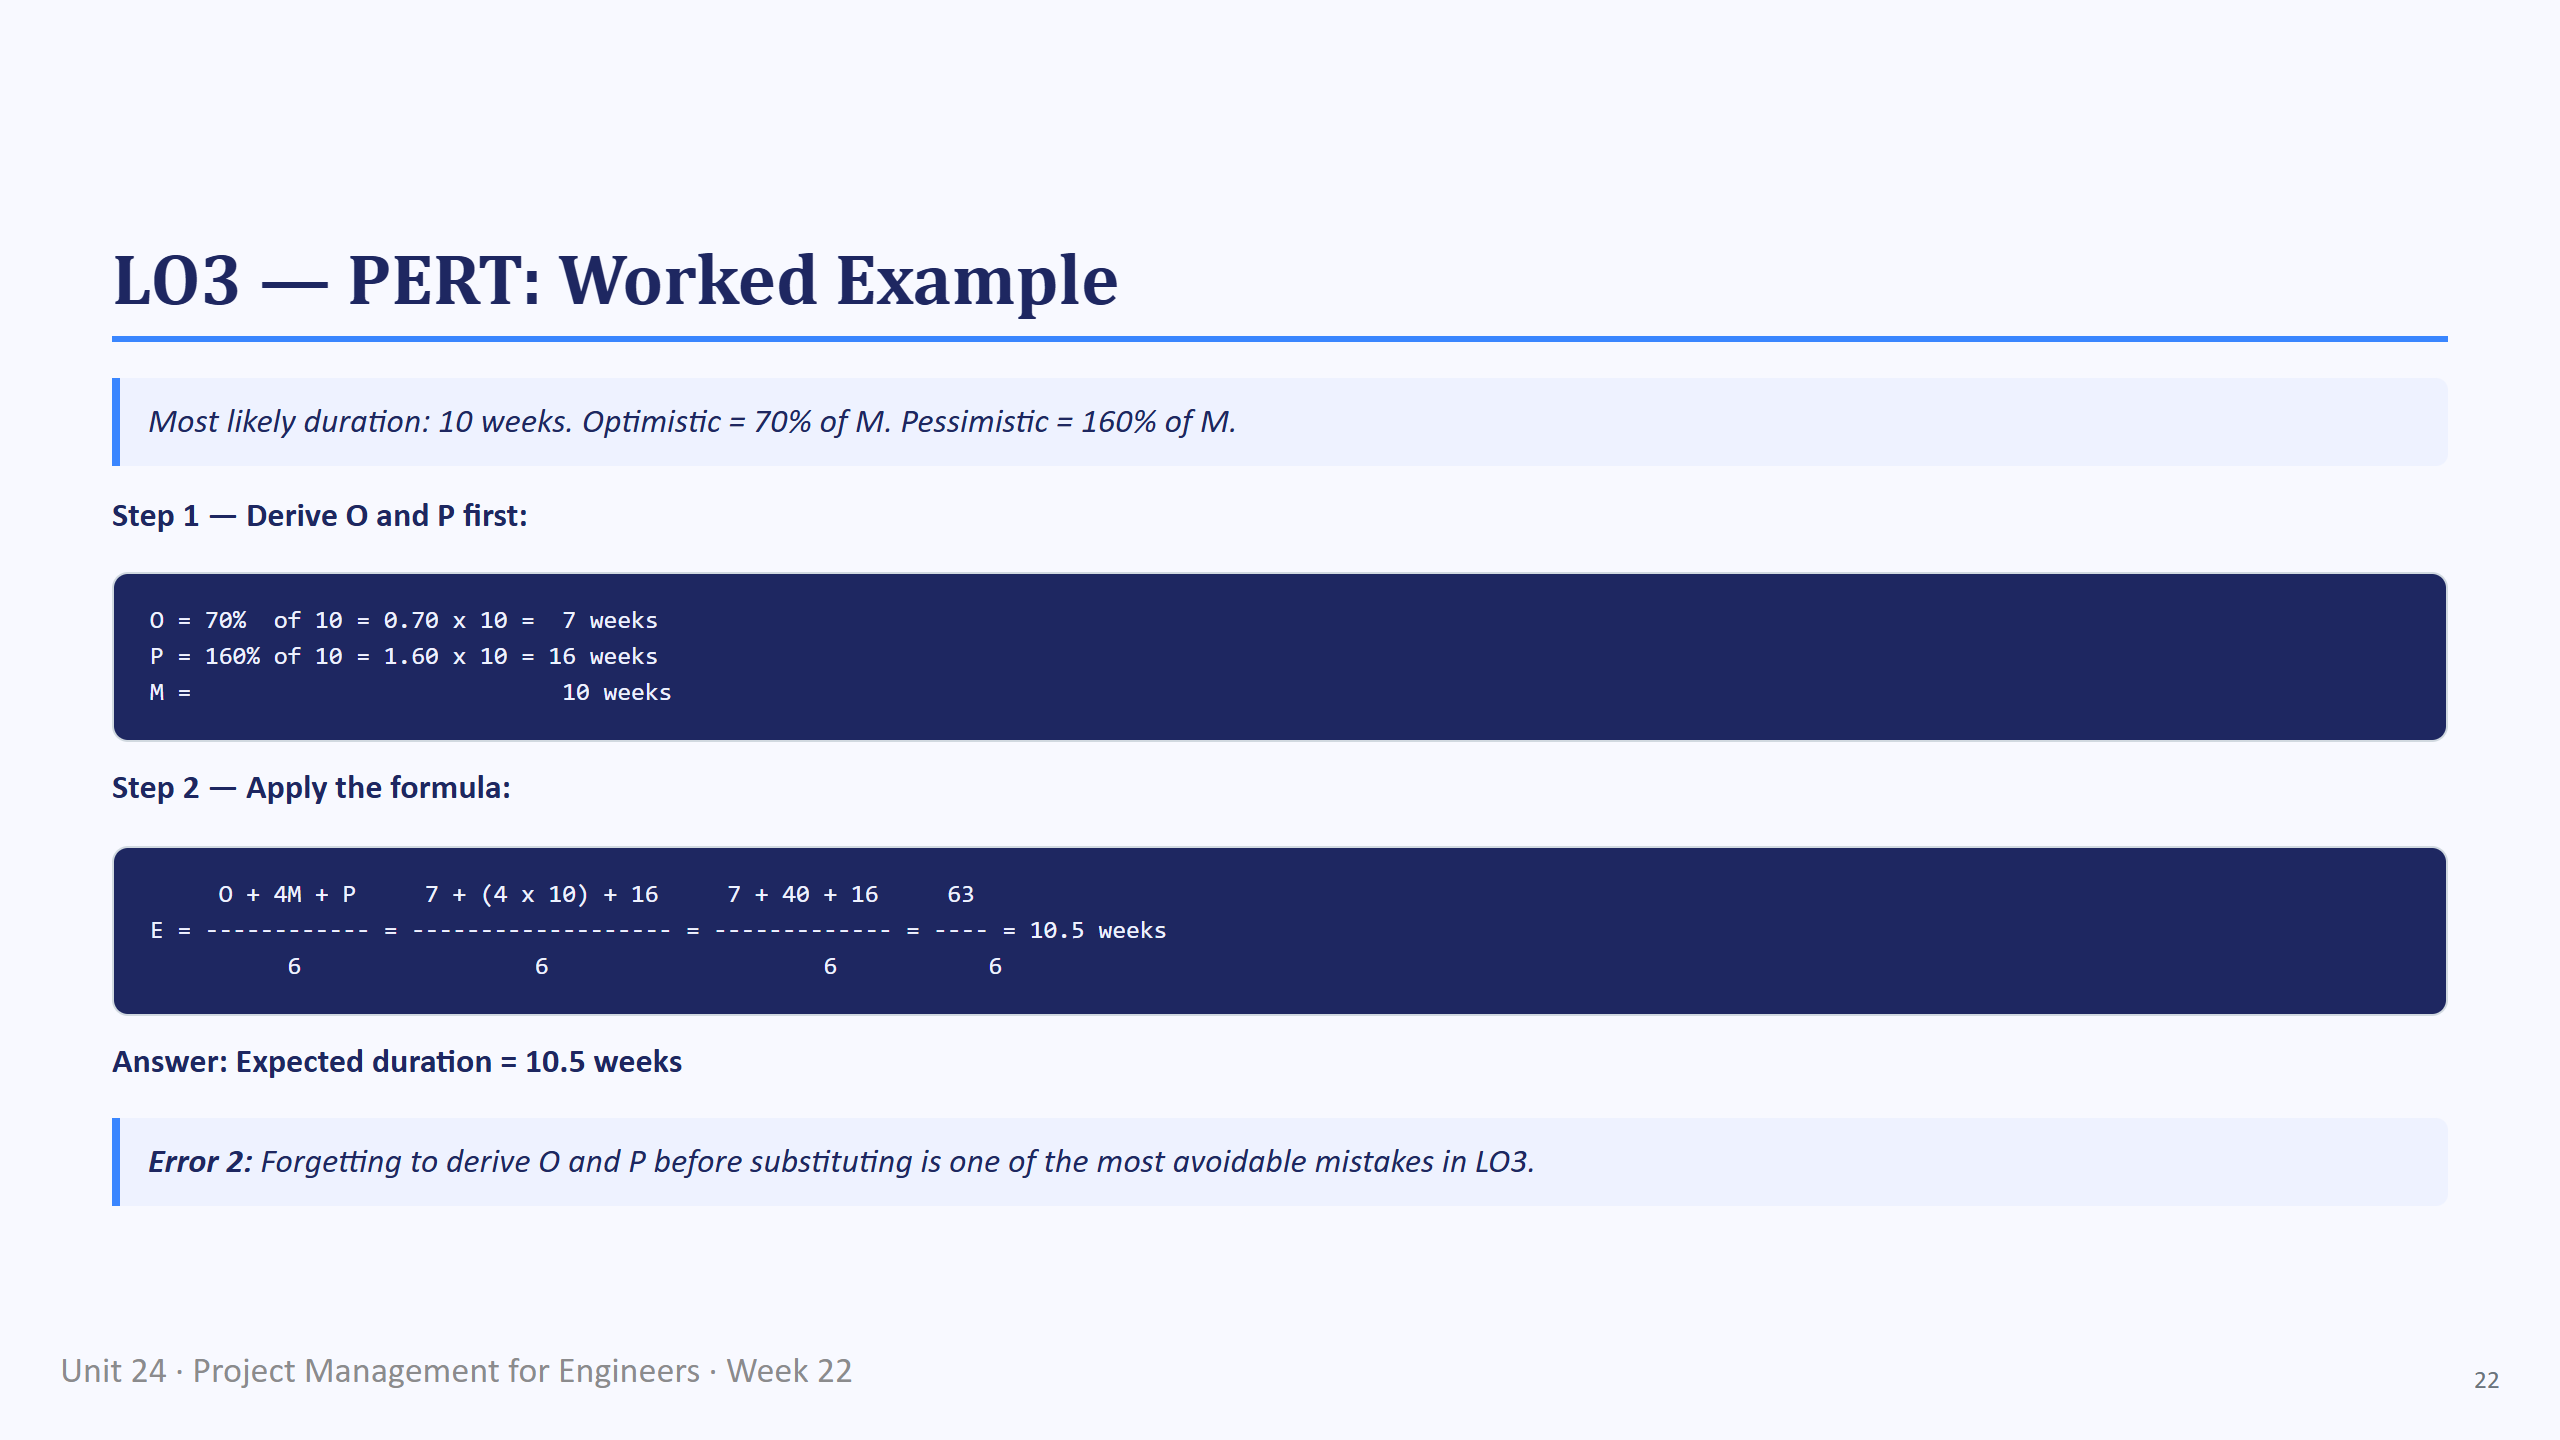 LO3 — PERT: Worked Example
Most likely duration: 10 weeks. Optimistic = 70% of M. Pessimistic = 160% of M.
Step 1 — Derive O and P first:
O = 70%  of 10 = 0.70 x 10 =  7 weeks
P = 160% of 10 = 1.60 x 10 = 16 weeks
M =                           10 weeks
Step 2 — Apply the formula:
     O + 4M + P     7 + (4 x 10) + 16     7 + 40 + 16     63
E = ------------ = ------------------- = ------------- = ---- = 10.5 weeks
          6                 6                    6           6
Answer: Expected duration = 10.5 weeks
Error 2: Forgetting to derive O and P before substituting is one of the most avoidable mistakes in LO3.
Unit 24 · Project Management for Engineers · Week 22
22